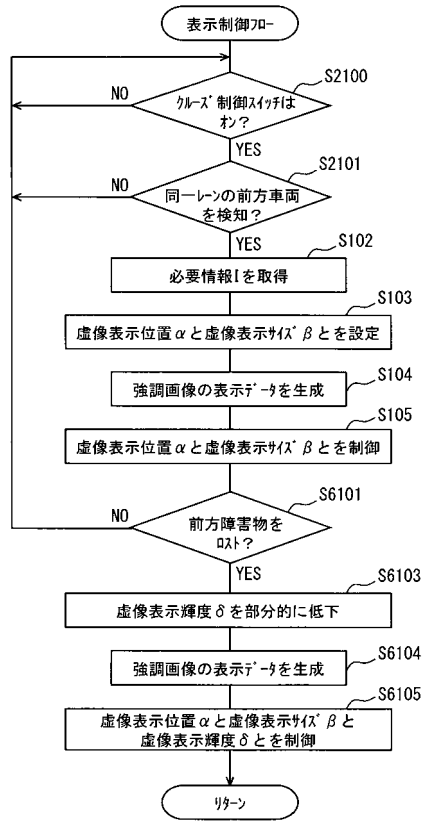 表示制御フロー
S2100
NO
クルーズ制御スイッチは
オン?
YES
S2101
NO
同一レーンの前方車両
を検知?
YES
S102
必要情報Iを取得
S103
虚像表示位置αと虚像表示サイズβとを設定
S104
強調画像の表示データを生成
S105
虚像表示位置αと虚像表示サイズβとを制御
S6101
NO
前方障害物を
ロスト?
YES
S6103
虚像表示輝度δを部分的に低下
S6104
強調画像の表示データを生成
S6105
虚像表示位置αと虚像表示サイズβと
虚像表示輝度δとを制御
リターン